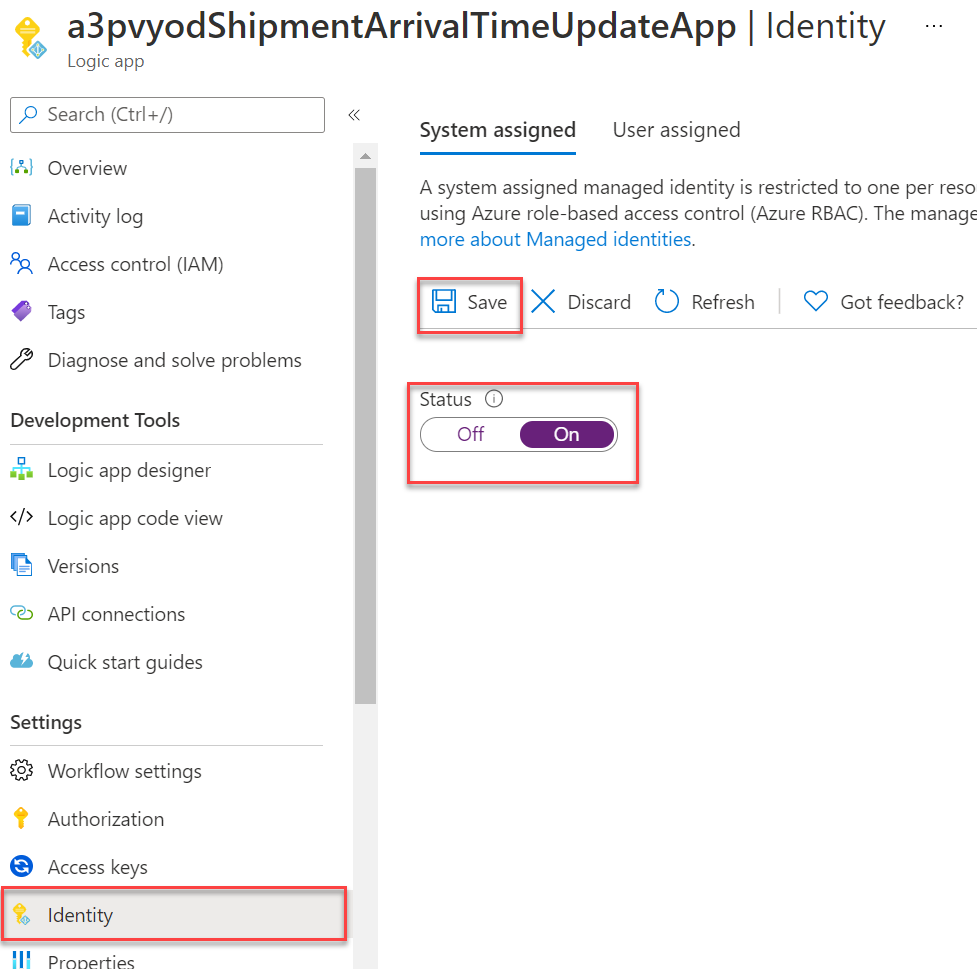 a3pvyodShipmentArrivalTimeUpdateApp | Identity ...
Logic app
Search (Ctrl+/)
«
Overview
Activity log
Access control (IAM)
Tags
Diagnose and solve problems
Development Tools
Logic app designer
Logic app code view
Versions
API connections
Quick start guides
Settings
Workflow settings
Authorization
Access keys
Identity
Properties
System assigned User assigned
A system assigned managed identity is restricted to one per reso
using Azure role-based access control (Azure RBAC). The manage
more about Managed identities.
Save Discard Refresh Got feedback?
Status
Off On